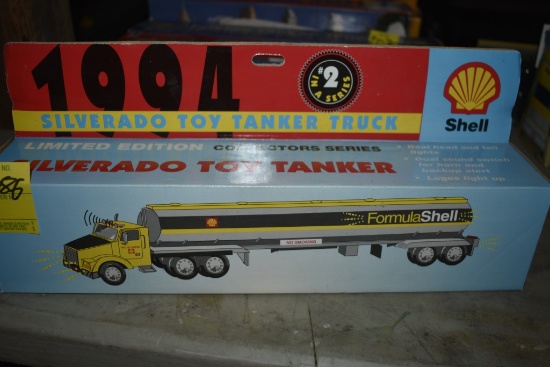 1994
#2
IN A SERIES
SILVERADO TOY TANKER TRUCK
Shell
LIMITED EDITION COLLECTORS SERIES
ILVERADO TOY TANKER
• Real head and tail
lights
• Dual sound switch
for horn and
backup alert
• Logos light up
NO.
86
FormulaShell